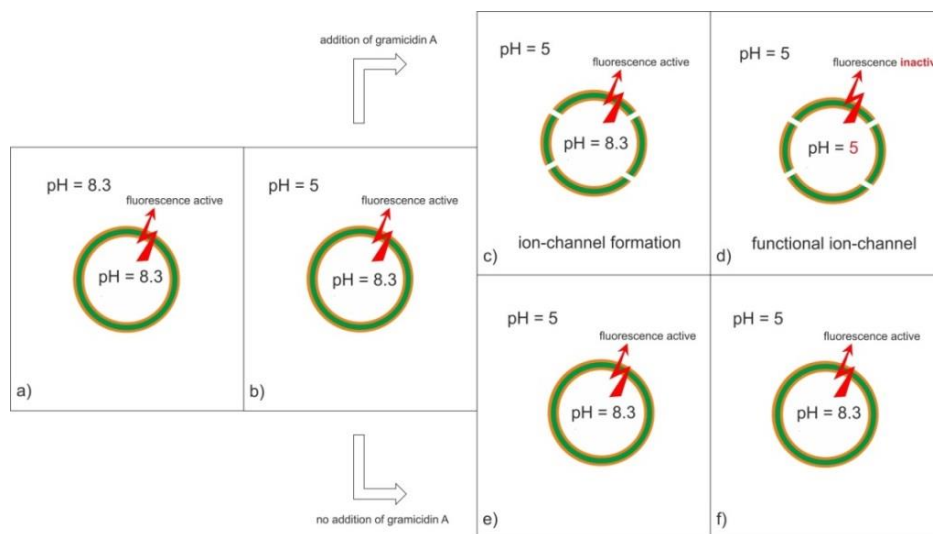 addition of gramicidin A
pH = 5
fluorescence active
pH = 8.3
c)
ion-channel formation
pH = 5
fluorescence inactiv
pH = 5
d)
functional ion-channel
pH = 8.3
fluorescence active
pH = 8.3
a)
pH = 5
fluorescence active
pH = 8.3
b)
pH = 5
fluorescence active
pH = 8.3
e)
pH = 5
fluorescence active
pH = 8.3
f)
no addition of gramicidin A